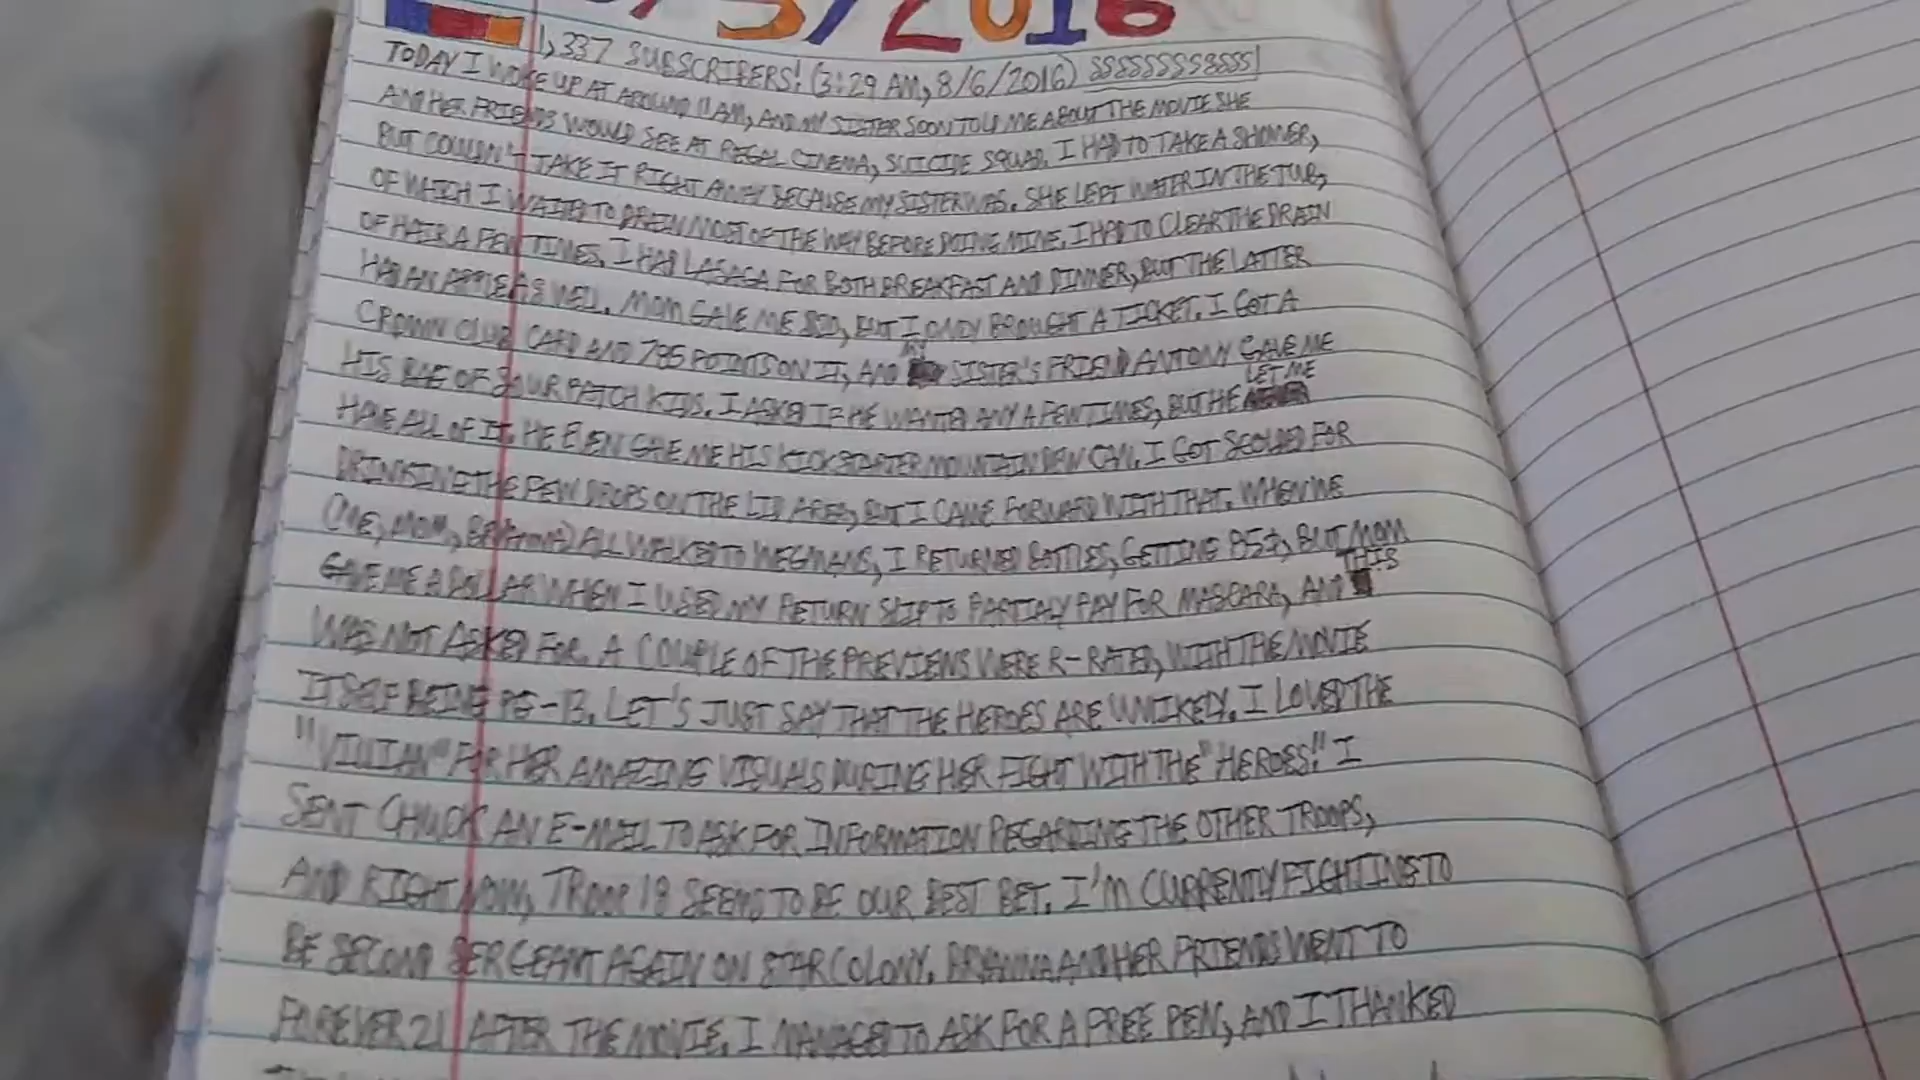 /5/2016
1,337 SUBSCRIBERS! (3:29 AM, 8/6/2016) SSSSSSSSSSSSS!
TODAY I WOKE UP AT AROUND 11 AM, AND MY SISTER SOON TOLD ME ABOUT THE MOVIE SHE
AND HER FRIENDS WOULD SEE AT REGAL CINEMA, SUICIDE SQUAD. I HAD TO TAKE A SHOWER,
BUT COULDN'T TAKE IT RIGHT AWAY BECAUSE MY SISTER WAS. SHE LEFT WATER IN THE TUB,
OF WHICH I WAITED TO DRAIN MOST OF THE WAY BEFORE DOING MINE. I HAD TO CLEAR THE DRAIN
OF HAIR A FEW TIMES. I HAD LASAGA FOR BOTH BREAKFAST AND DINNER, BUT THE LATTER
HAD AN APPLE AS WELL. MOM GAVE ME $20, BUT I ONLY BROUGHT A TICKET. I GOT A
CROWN CLUB CARD AND 795 POINTS ON IT, AND MY SISTER'S FRIEND ANTONY GAVE ME
HIS BAG OF SOUR PATCH KIDS. I ASKED IF HE WANTED ANY A FEW TIMES, BUT HE LET ME
HAVE ALL OF IT. HE EVEN GAVE ME HIS KICKSTARTER MOUNTAIN DEW CAN. I GOT SCOLDED FOR
DRINKING THE FEW DROPS ON THE LID AREA, BUT I CAME FORWARD WITH THAT. WHEN WE
(ME, MOM, BRYANNA) ALL WALKED TO WEGMANS, I RETURNED BOTTLES, GETTING 85¢, BUT MOM
GAVE ME A DOLLAR WHEN I USED MY RETURN SLIP TO PARTIALY PAY FOR MASCARA, AND THIS
WAS NOT ASKED FOR. A COUPLE OF THE PREVIEWS WERE R-RATED, WITH THE MOVIE
ITSELF BEING PG-13. LET'S JUST SAY THAT THE HEROES ARE UNLIKELY. I LOVED THE
"VILLIAN" FOR HER AMAZING VISUALS DURING HER FIGHT WITH THE "HEROES!" I
SENT CHUCK AN E-MAIL TO ASK FOR INFORMATION REGARDING THE OTHER TROOPS,
AND RIGHT NOW, TROOP 18 SEEMS TO BE OUR BEST BET. I'M CURRENTLY FIGHTING TO
BE SECOND SERGEANT AGAIN ON STAR COLONY. BRYANNA AND HER FRIENDS WENT TO
FOREVER 21 AFTER THE MOVIE. I MANAGED TO ASK FOR A FREE PEN, AND I THANKED